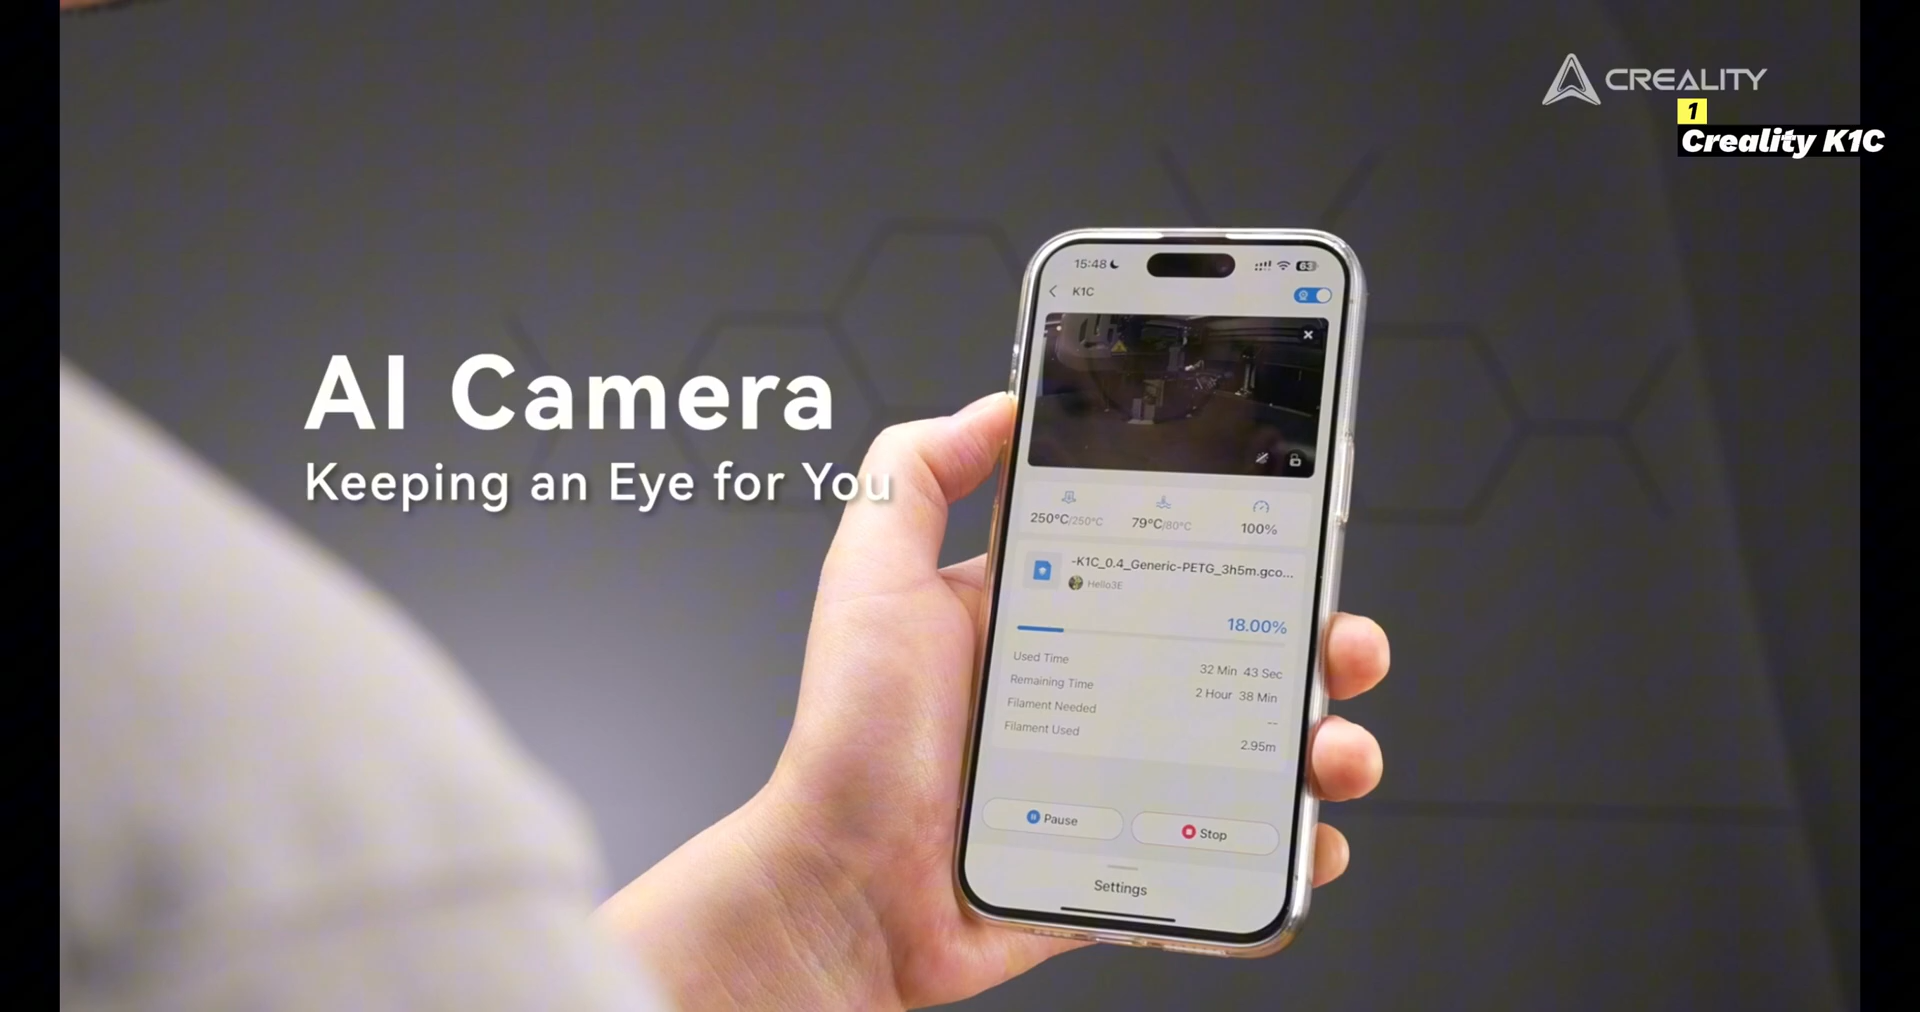 CREALITY
1
Creality K1C
AI Camera
Keeping an Eye for You
15:48
63
K1C
250°C/250°C
79°C/80°C
100%
-K1C_0.4_Generic-PETG_3h5m.gco...
Hello3E
18.00%
Used Time 32 Min 43 Sec
Remaining Time 2 Hour 38 Min
Filament Needed --
Filament Used 2.95m
Pause
Stop
Settings